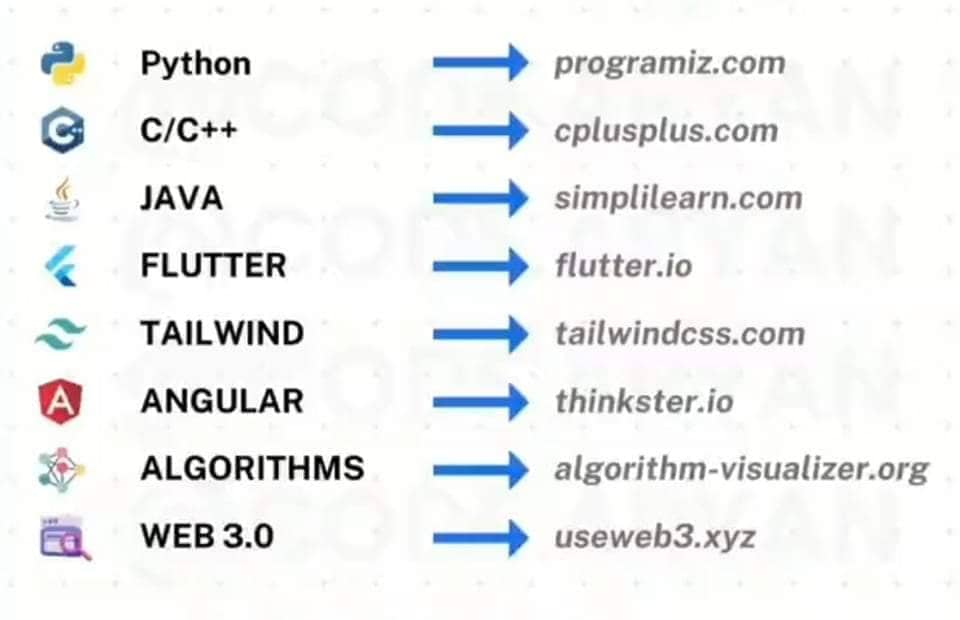 Python programiz.com
C/C++ cplusplus.com
JAVA simplilearn.com
FLUTTER flutter.io
TAILWIND tailwindcss.com
ANGULAR thinkster.io
ALGORITHMS algorithm-visualizer.org
WEB 3.0 useweb3.xyz